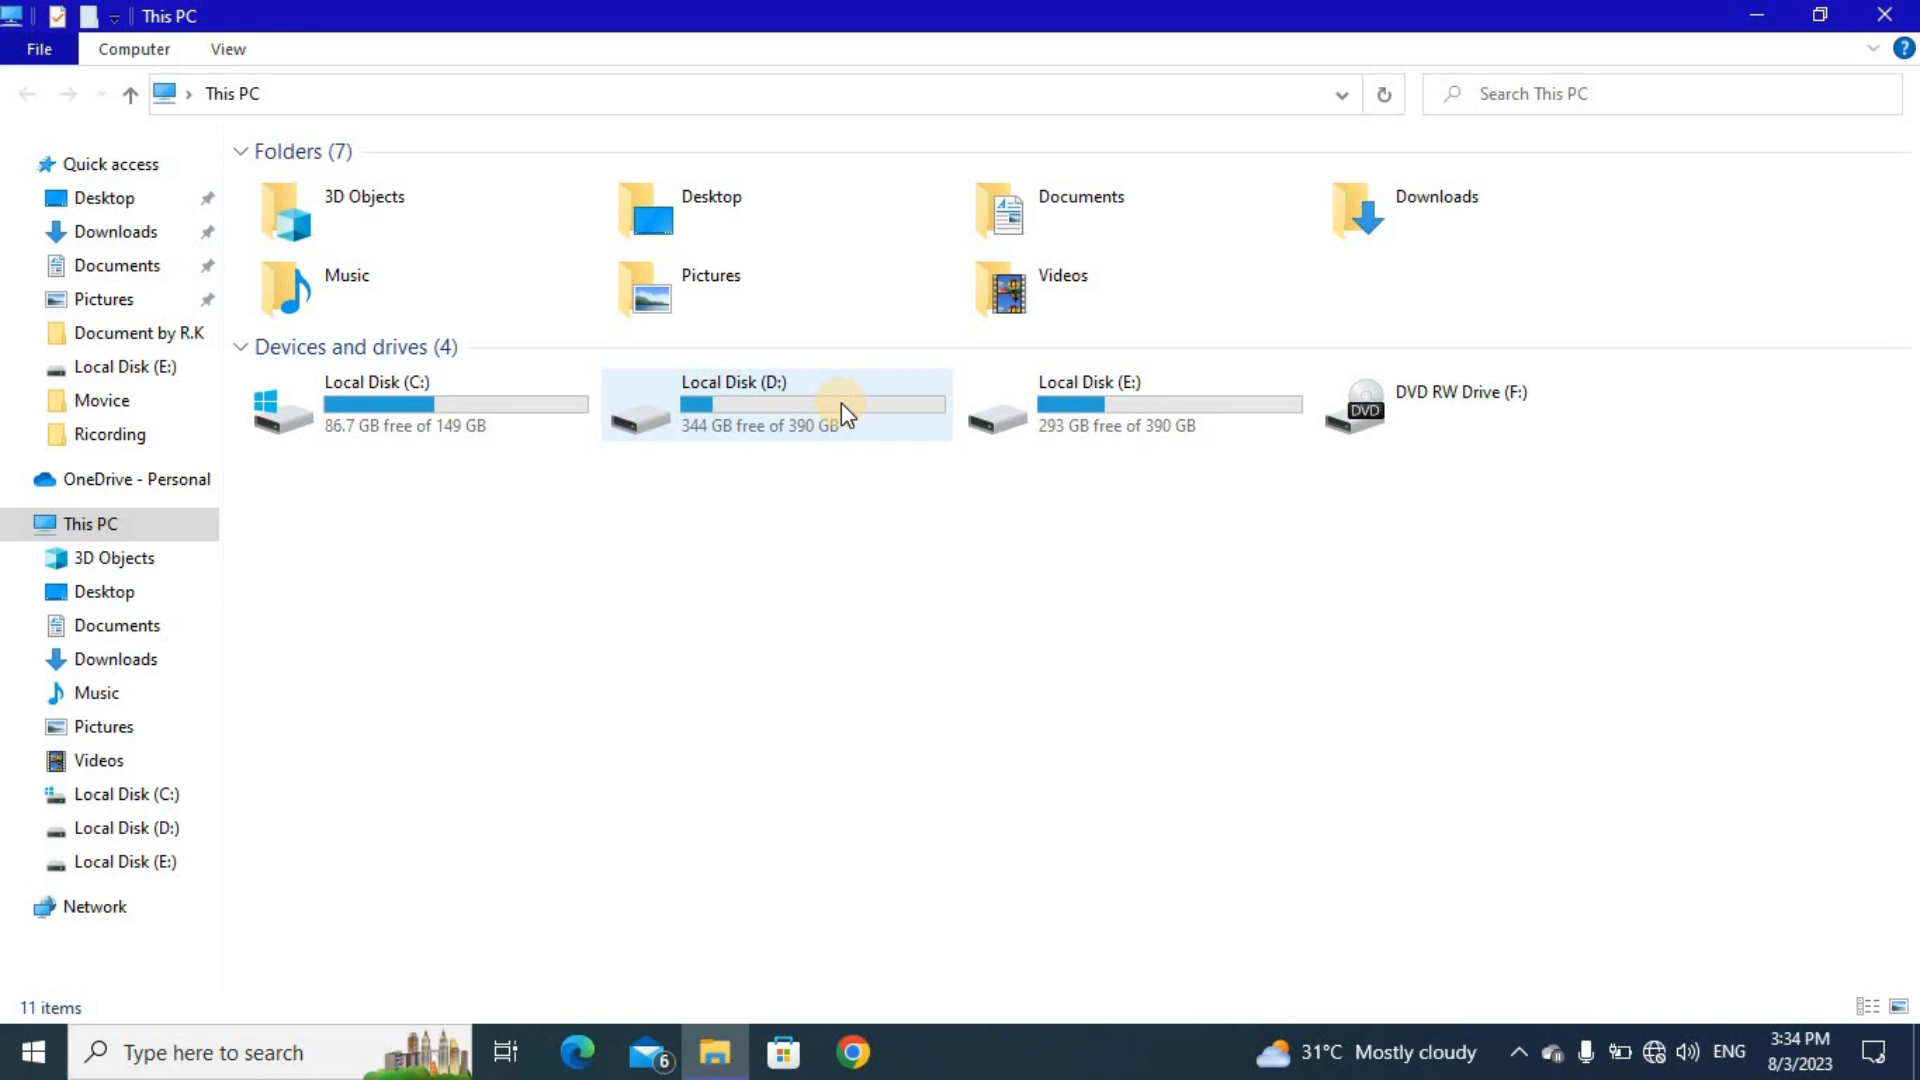 This PC
File Computer View
This PC
Search This PC
Quick access
Desktop
Downloads
Documents
Pictures
Document by R.K
Local Disk (E:)
Movice
Ricording
OneDrive - Personal
This PC
3D Objects
Desktop
Documents
Downloads
Music
Pictures
Videos
Local Disk (C:)
Local Disk (D:)
Local Disk (E:)
Network
Folders (7)
3D Objects
Desktop
Documents
Downloads
Music
Pictures
Videos
Devices and drives (4)
Local Disk (C:)
86.7 GB free of 149 GB
Local Disk (D:)
344 GB free of 390 GB
Local Disk (E:)
293 GB free of 390 GB
DVD
DVD RW Drive (F:)
11 items
Type here to search
6
31°C Mostly cloudy
ENG
3:34 PM
8/3/2023